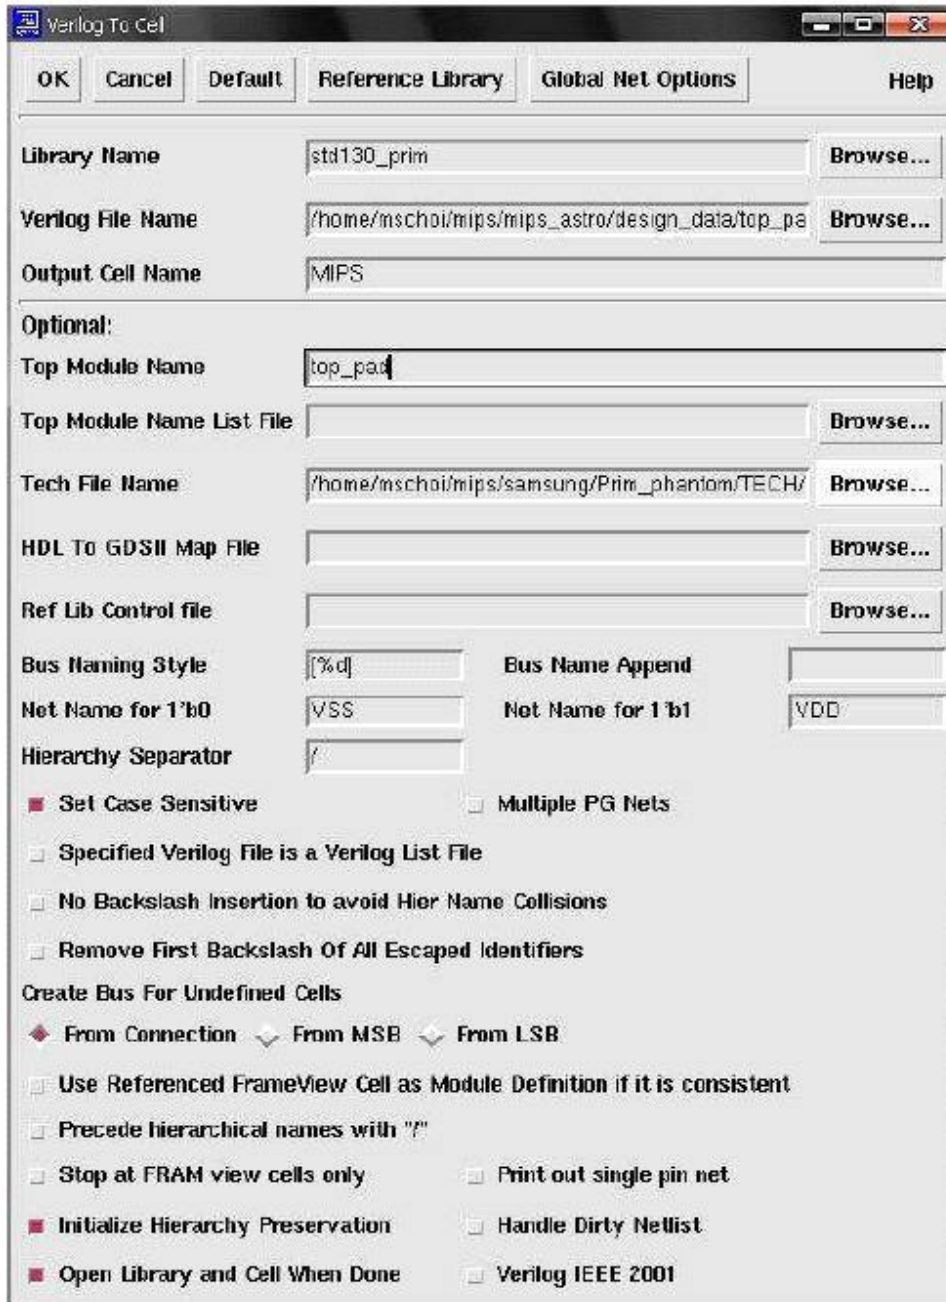 Verilog To Cell
OK Cancel Default Reference Library Global Net Options Help
Library Name std130_prim Browse...
Verilog File Name /home/mschoi/mips/mips_astro/design_data/top_pa Browse...
Output Cell Name MIPS
Optional:
Top Module Name top_pad
Top Module Name List File Browse...
Tech File Name /home/mschoi/mips/samsung/Prim_phantom/TECH/ Browse...
HDL To GDSII Map File Browse...
Ref Lib Control file Browse...
Bus Naming Style [%d] Bus Name Append
Net Name for 1'b0 VSS Net Name for 1'b1 VDD
Hierarchy Separator /
Set Case Sensitive Multiple PG Nets
Specified Verilog File is a Verilog List File
No Backslash Insertion to avoid Hier Name Collisions
Remove First Backslash Of All Escaped Identifiers
Create Bus For Undefined Cells
From Connection From MSB From LSB
Use Referenced FrameView Cell as Module Definition if it is consistent
Precede hierarchical names with "/"
Stop at FRAM view cells only Print out single pin net
Initialize Hierarchy Preservation Handle Dirty Netlist
Open Library and Cell When Done Verilog IEEE 2001